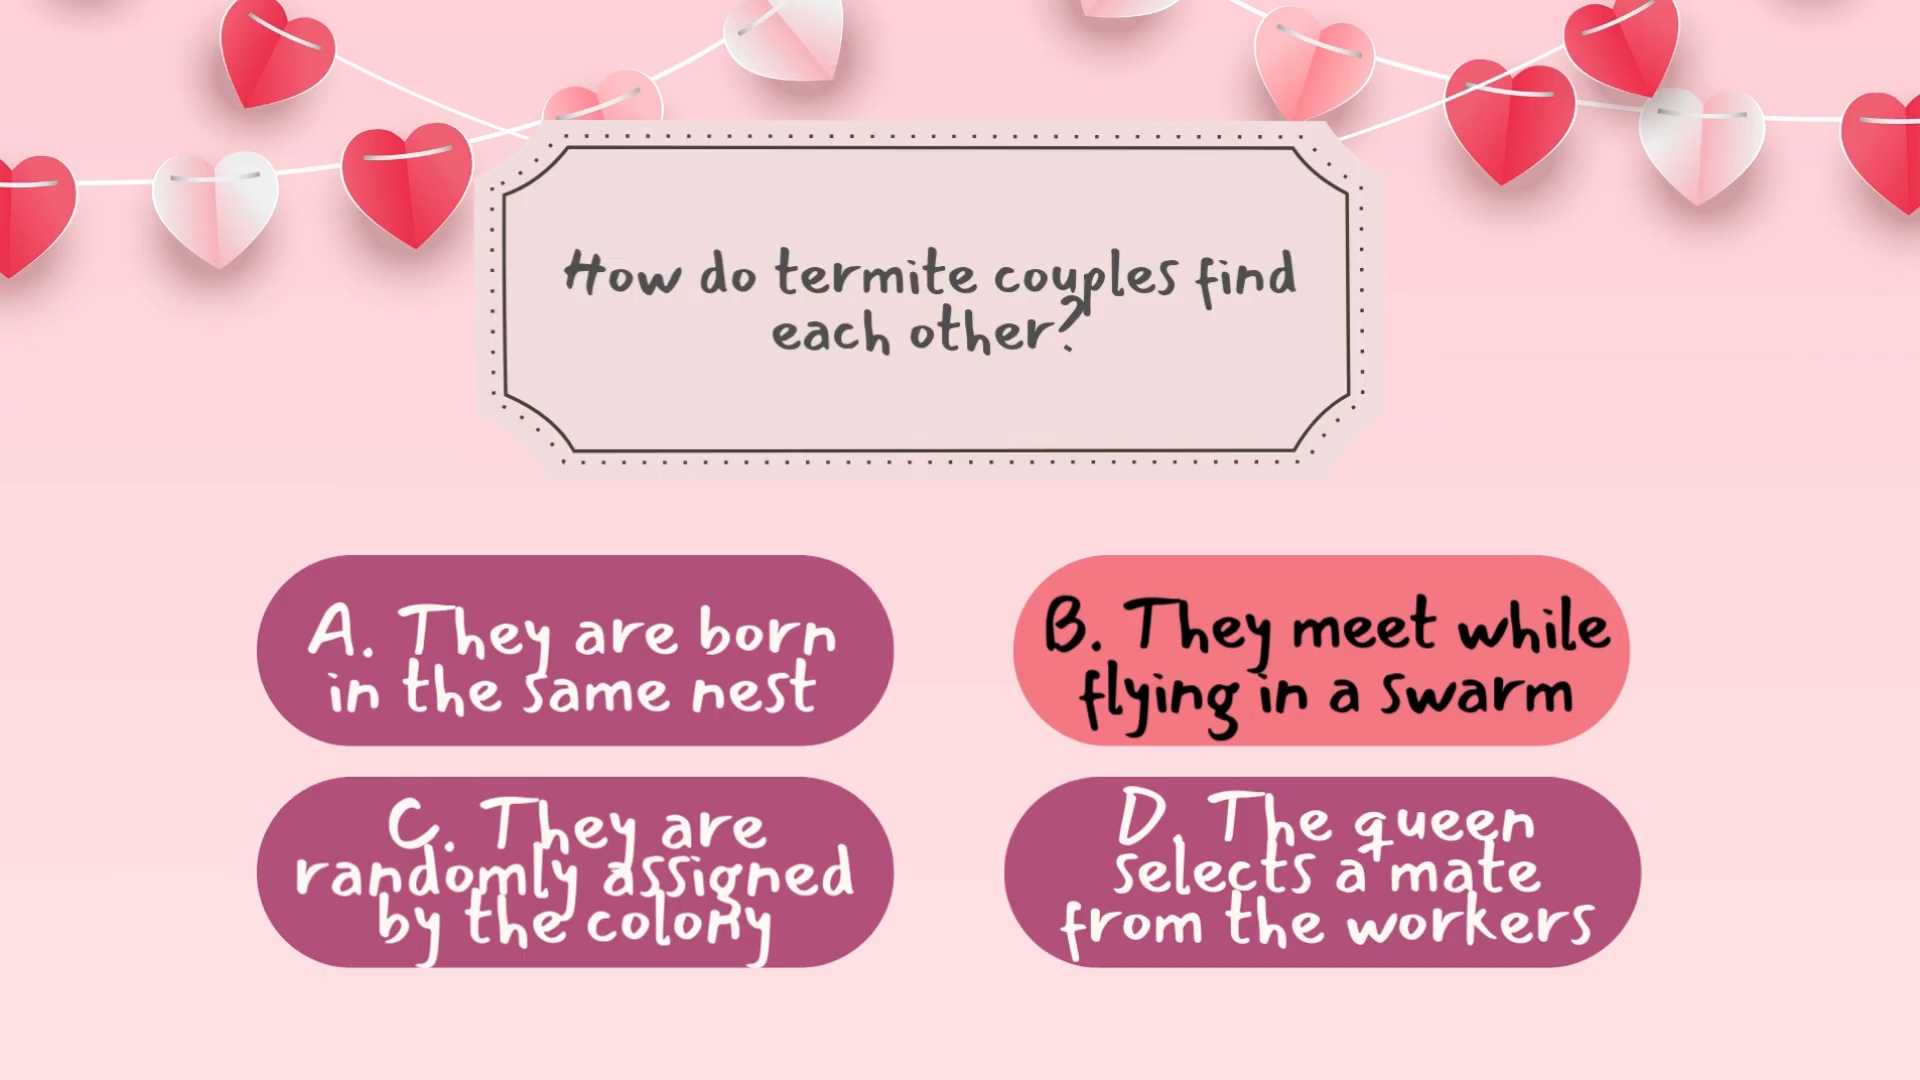 How do termite couples find
each other?
A. They are born
in the same nest
B. They meet while
flying in a swarm
C. They are
randomly assigned
by the colony
D. The queen
selects a mate
from the workers